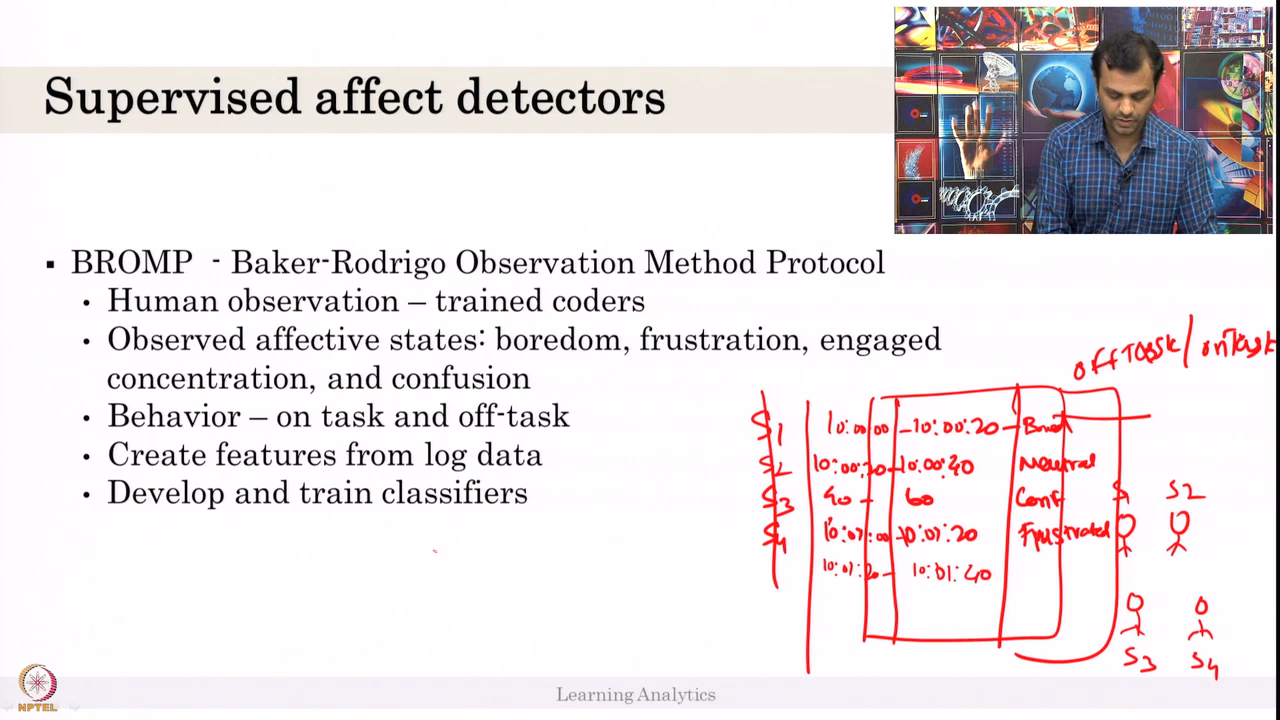 Supervised affect detectors
▪ BROMP - Baker-Rodrigo Observation Method Protocol
• Human observation – trained coders
• Observed affective states: boredom, frustration, engaged
concentration, and confusion
• Behavior – on task and off-task
• Create features from log data
• Develop and train classifiers
off Task / onTask
S1 10:00:00 - 10:00:20 -
S2 10:00:20 - 10:00:40 Neutral
S3 40 - 60 Conf
S4 10:01:00 - 10:01:20 Frustrated
10:01:20 - 10:01:40
S1 S2
S3 S4
Learning Analytics
NPTEL